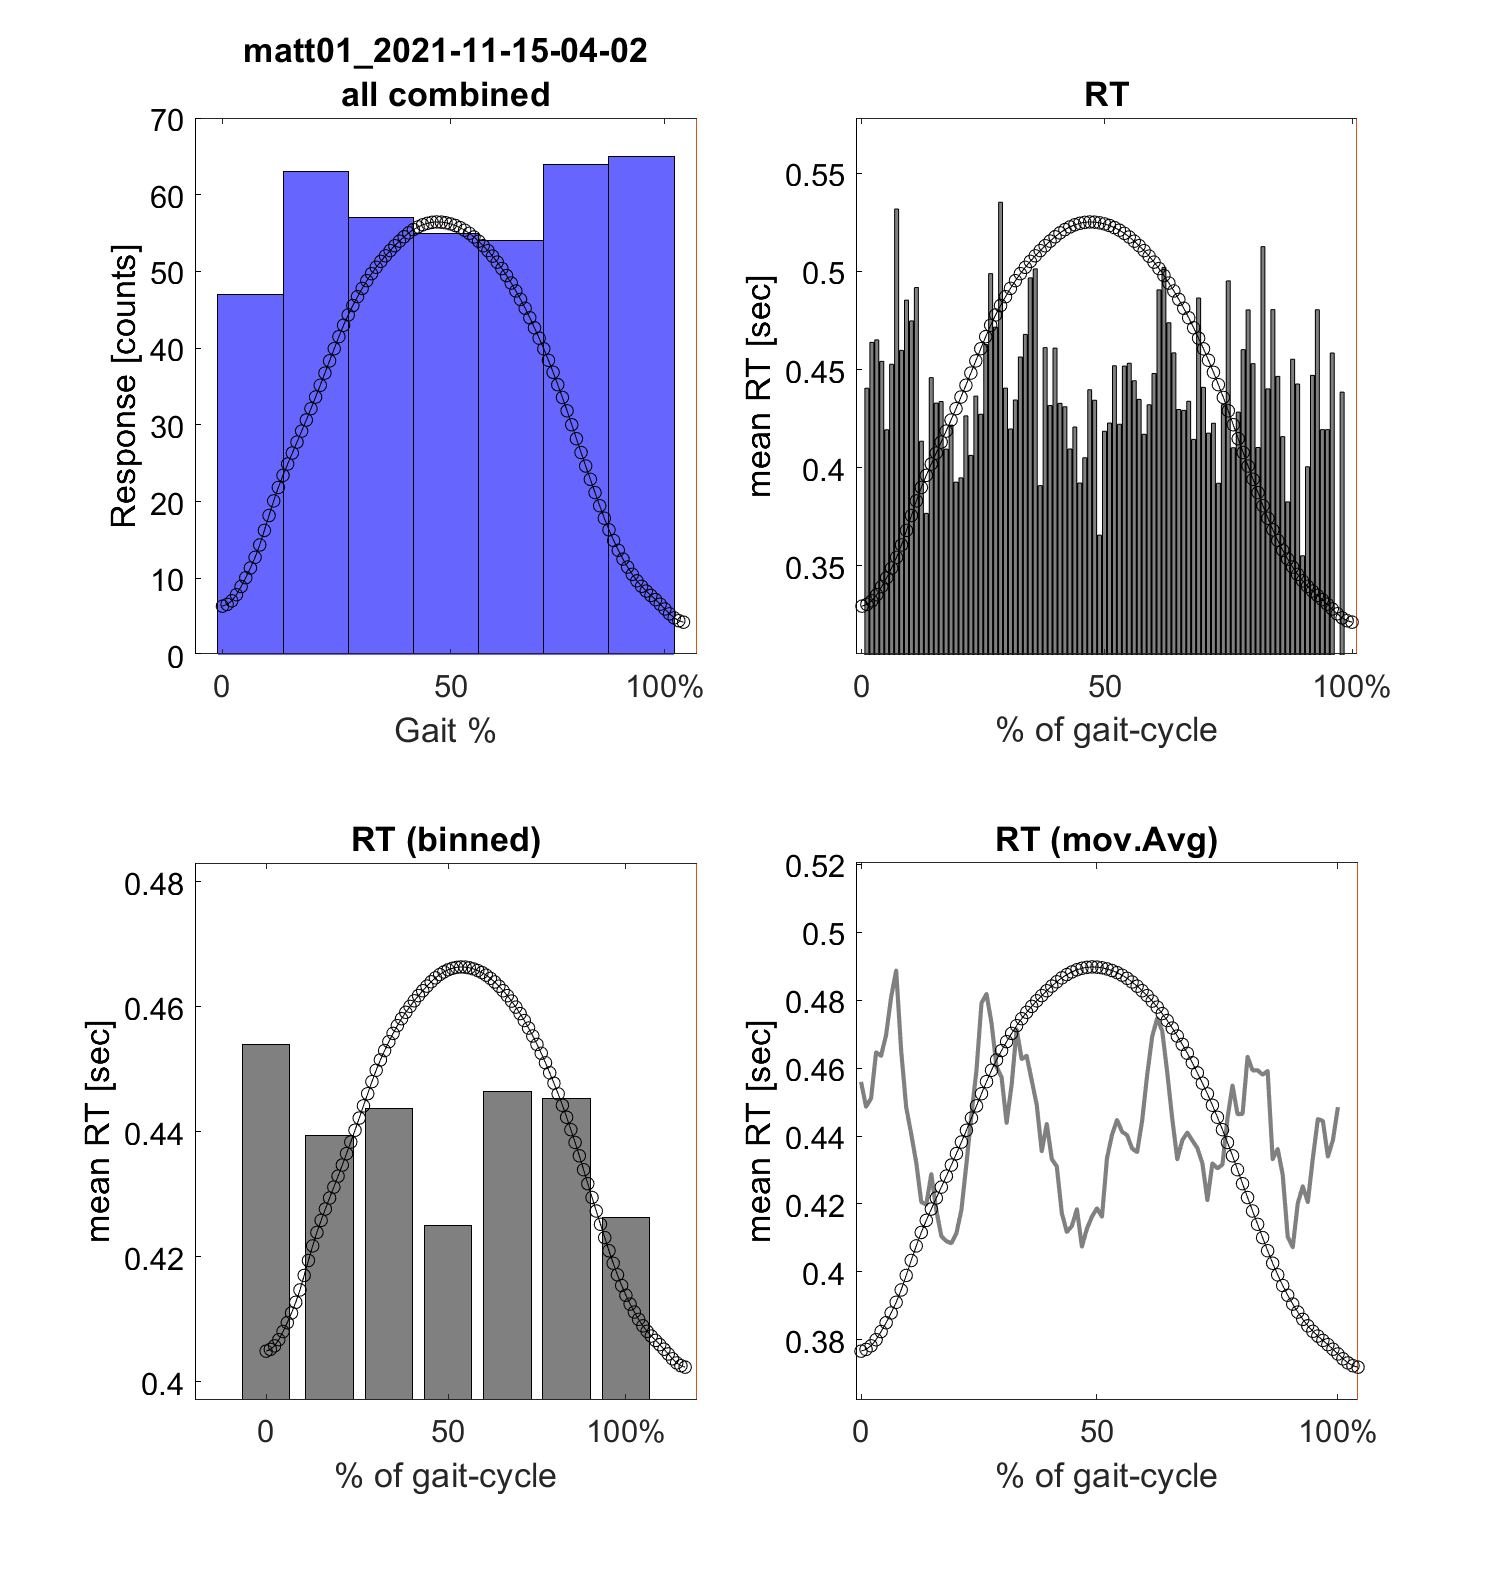 matt01_2021-11-15-04-02
all combined
70
60
50
40
30
20
10
0
Response [counts]
0 50 100%
Gait %
RT
0.55
0.5
0.45
0.4
0.35
mean RT [sec]
0 50 100%
% of gait-cycle
RT (binned)
0.48
0.46
0.44
0.42
0.4
mean RT [sec]
0 50 100%
% of gait-cycle
RT (mov.Avg)
0.52
0.5
0.48
0.46
0.44
0.42
0.4
0.38
mean RT [sec]
0 50 100%
% of gait-cycle